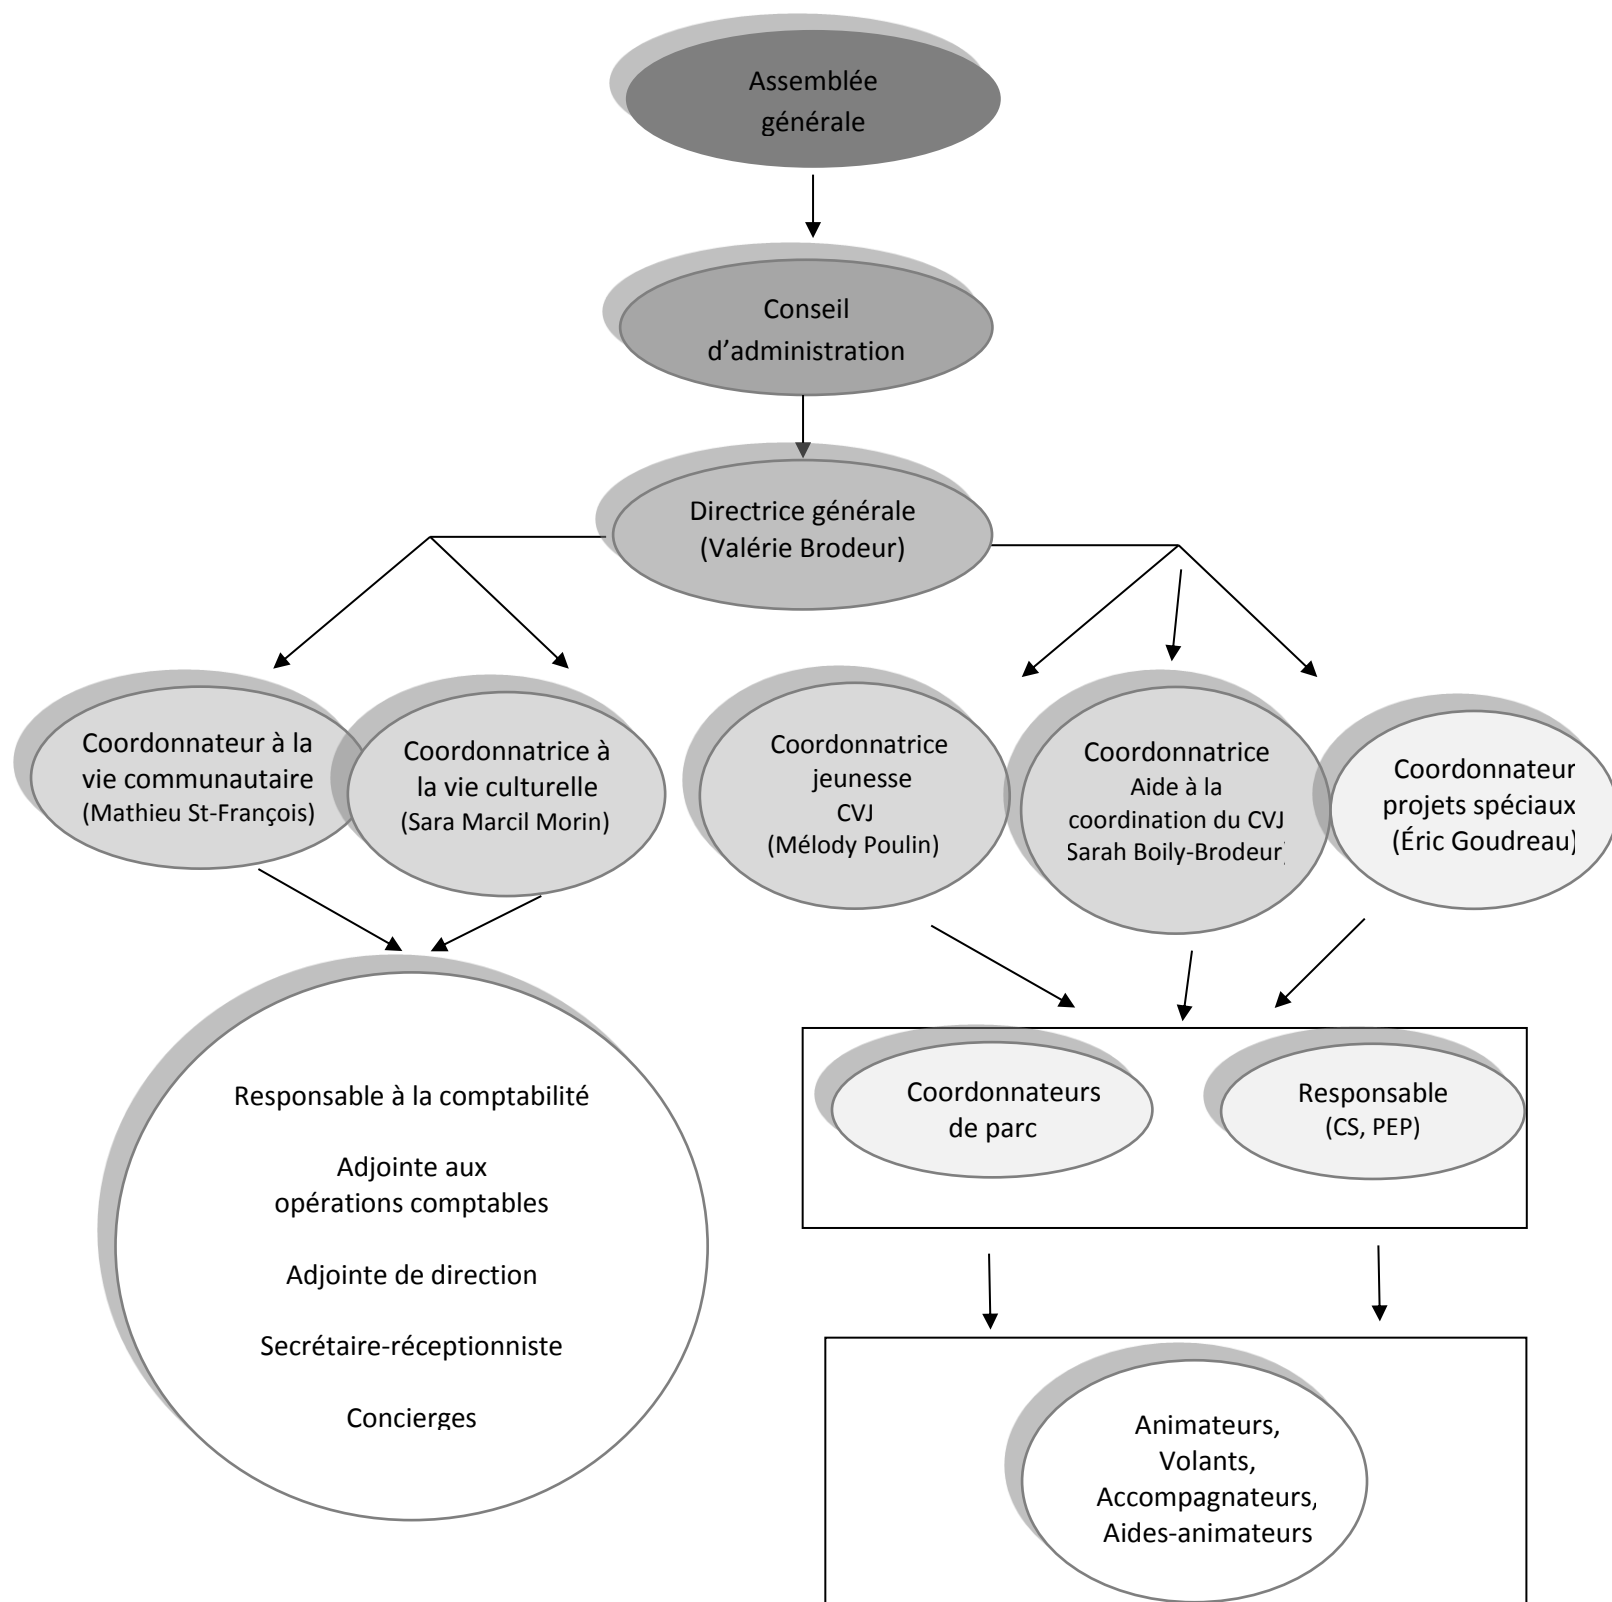 Assemblée
générale
Conseil
d’administration
Directrice générale
(Valérie Brodeur)
Coordonnateur à la
vie communautaire
(Mathieu St-François)
Coordonnatrice à
la vie culturelle
(Sara Marcil Morin)
Coordonnatrice
jeunesse
CVJ
(Mélody Poulin)
Coordonnatrice
Aide à la
coordination du CVJ
Sarah Boily-Brodeur)
Coordonnateur
projets spéciaux
(Éric Goudreau)
Responsable à la comptabilité
Adjointe aux
opérations comptables
Adjointe de direction
Secrétaire-réceptionniste
Concierges
Coordonnateurs
de parc
Responsable
(CS, PEP)
Animateurs,
Volants,
Accompagnateurs,
Aides-animateurs